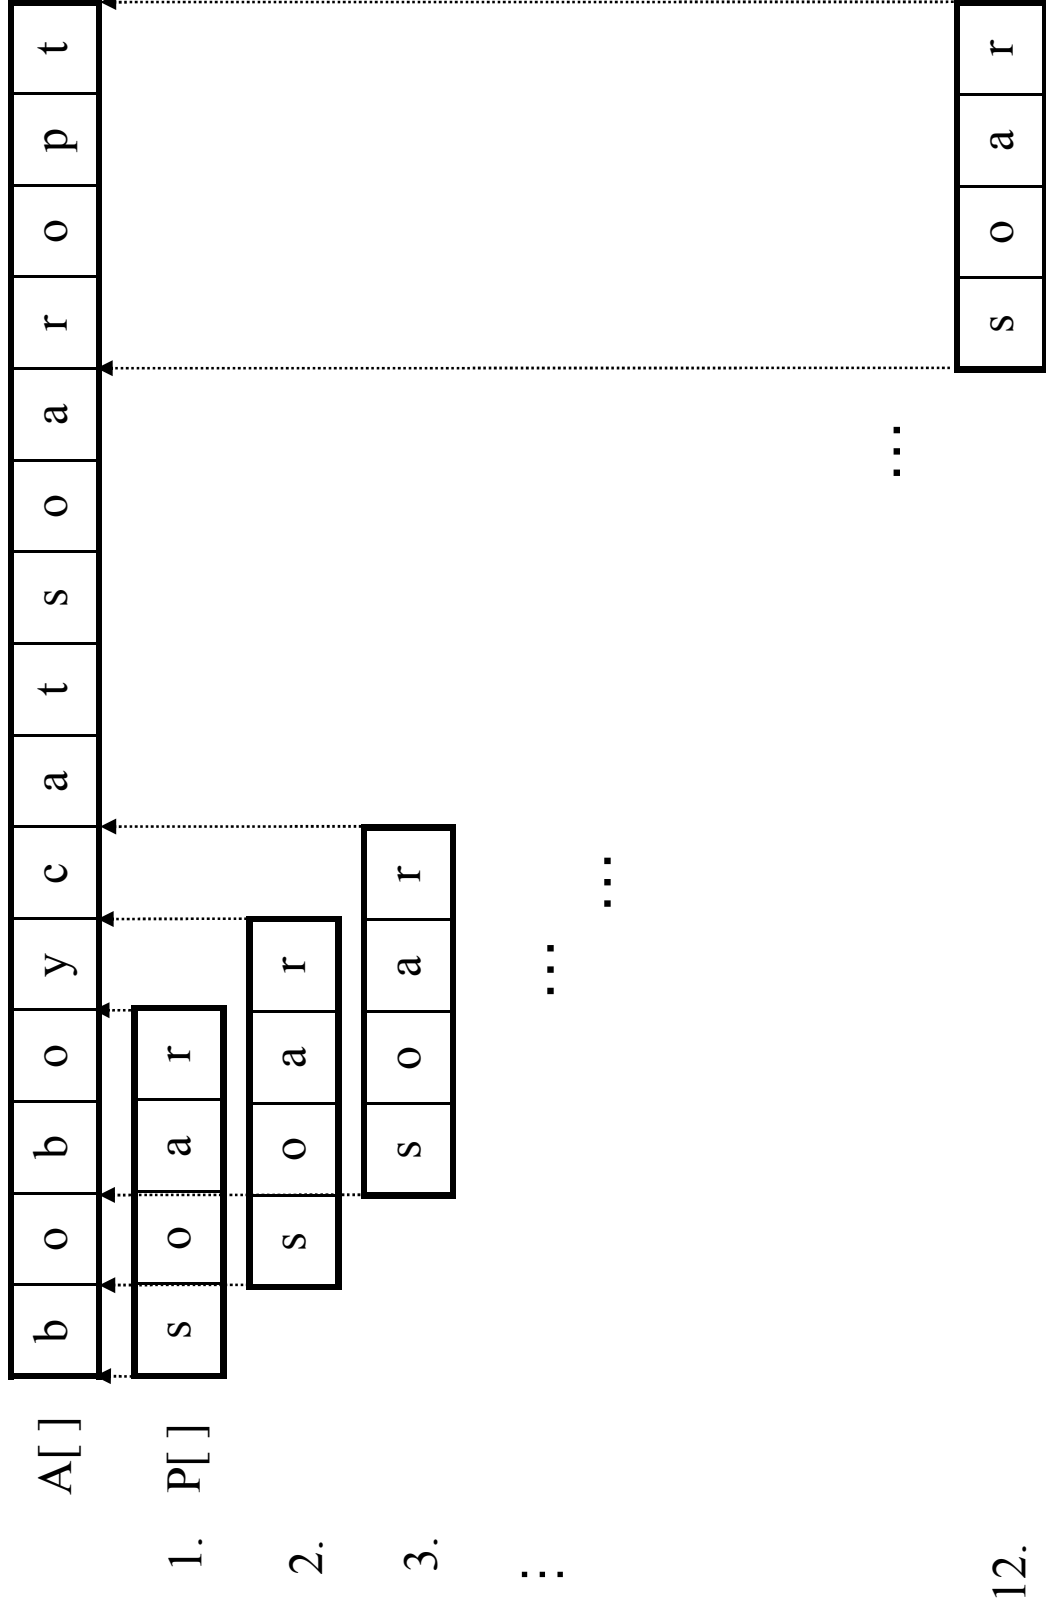 A[ ] b o b b o y c a t s o a r o p t
1. P[ ] s o a r
2. s o a r
3. s o a r
... ... ... ...
12. s o a r